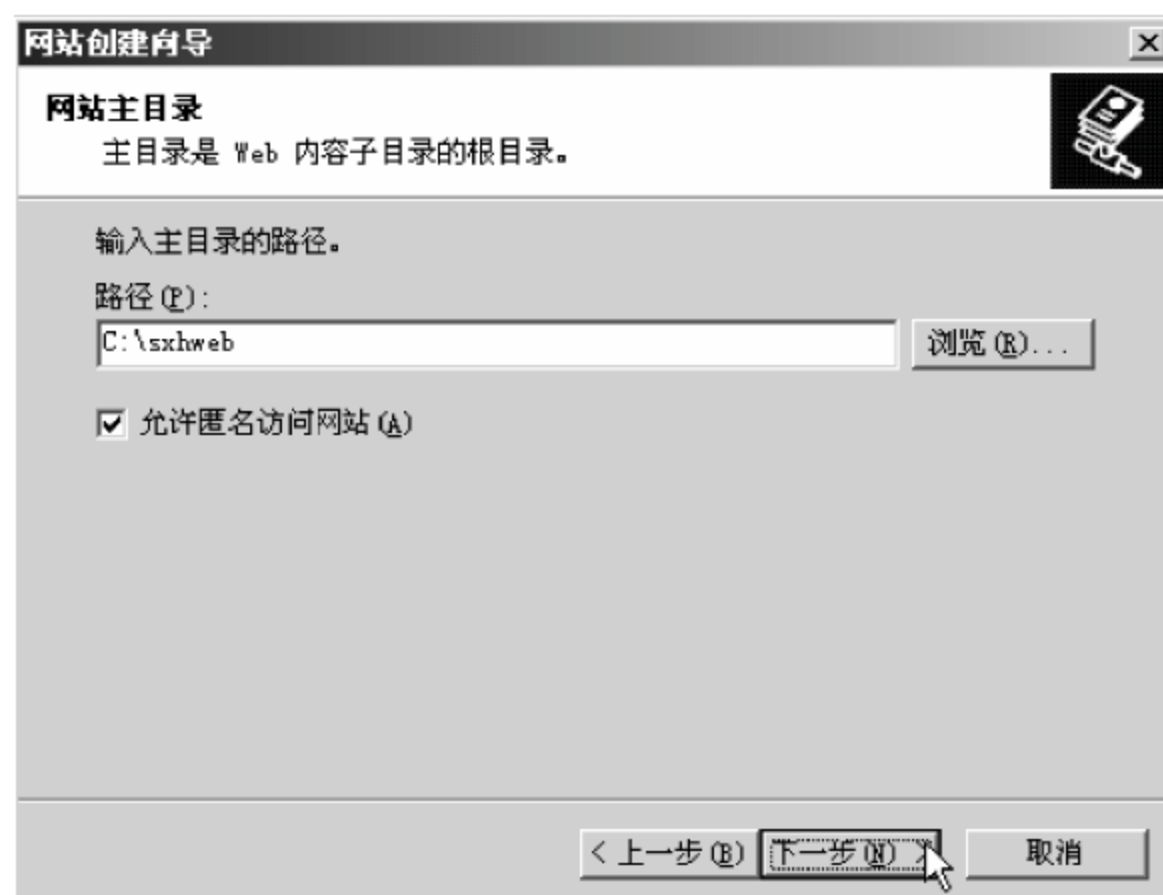 网站创建向导
网站主目录
主目录是 Web 内容子目录的根目录。
输入主目录的路径。
路径(P):
C:\sxhweb
浏览(R)...
允许匿名访问网站(A)
< 上一步(B) 下一步(N) > 取消